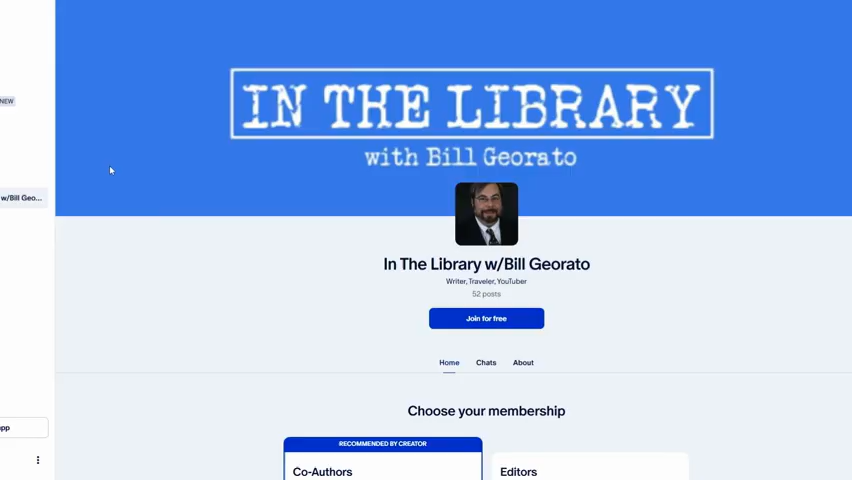 IN THE LIBRARY
with Bill Georato
NEW
w/Bill Geo...
In The Library w/Bill Georato
Writer, Traveler, YouTuber
52 posts
Join for free
Home Chats About
Choose your membership
app
RECOMMENDED BY CREATOR
Co-Authors Editors